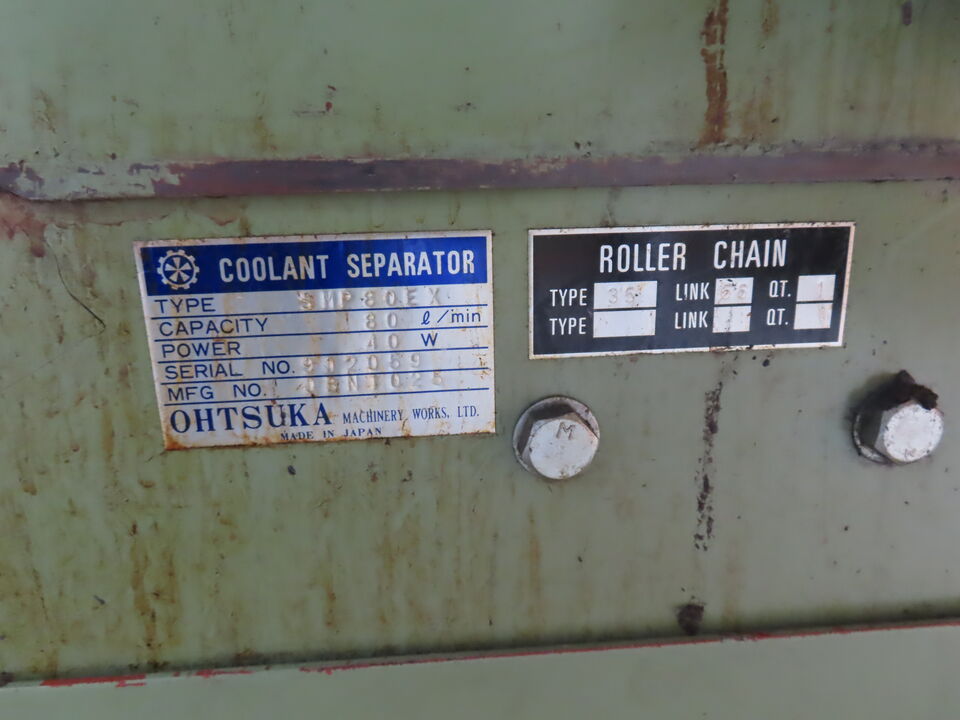 COOLANT SEPARATOR
TYPE SMP80EX
CAPACITY 80 ℓ/min
POWER 40 W
SERIAL NO.
MFG NO.
OHTSUKA MACHINERY WORKS, LTD.
MADE IN JAPAN
ROLLER CHAIN
TYPE 35 LINK QT. 1
TYPE LINK QT.
M